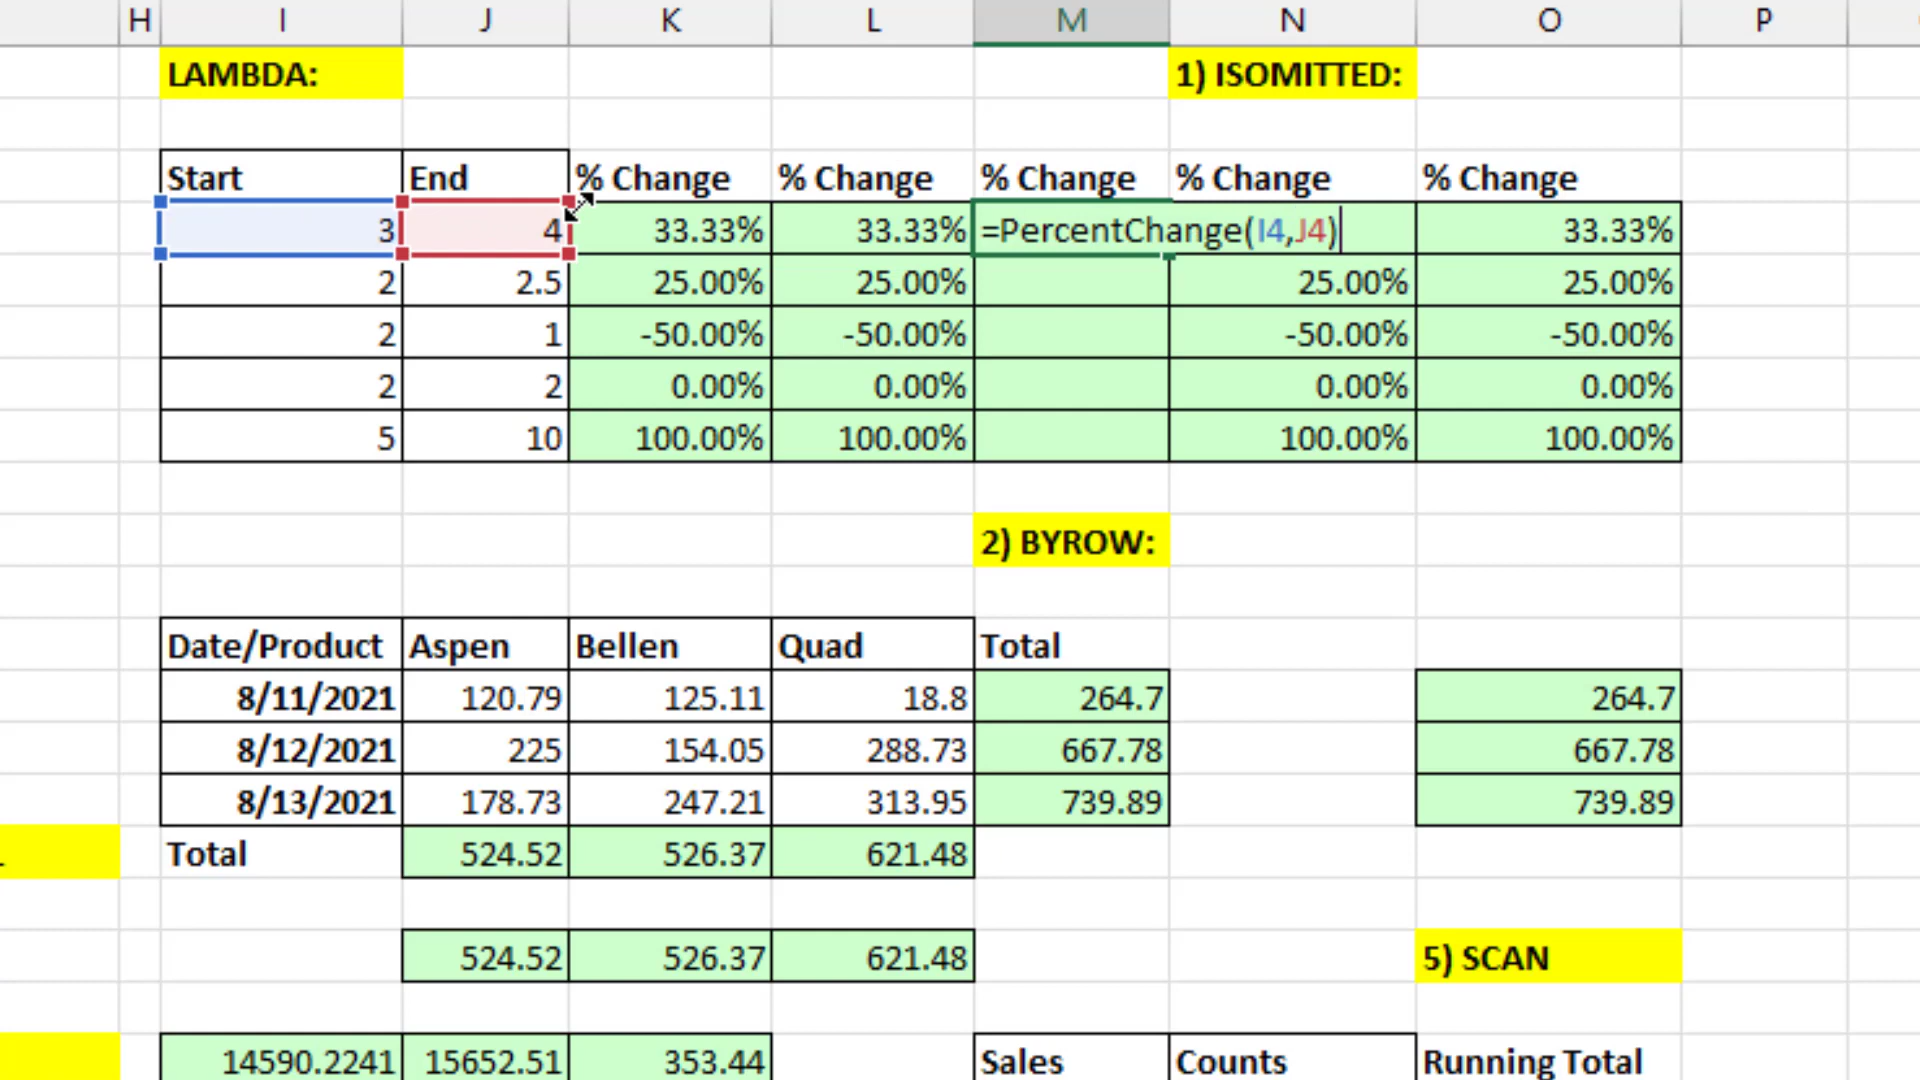 H I J K L M N O P
LAMBDA: 1) ISOMITTED:
Start End % Change % Change % Change % Change % Change
3 4 33.33% 33.33% =PercentChange(I4,J4) 33.33%
2 2.5 25.00% 25.00% 25.00% 25.00%
2 1 -50.00% -50.00% -50.00% -50.00%
2 2 0.00% 0.00% 0.00% 0.00%
5 10 100.00% 100.00% 100.00% 100.00%
2) BYROW:
Date/Product Aspen Bellen Quad Total
8/11/2021 120.79 125.11 18.8 264.7 264.7
8/12/2021 225 154.05 288.73 667.78 667.78
8/13/2021 178.73 247.21 313.95 739.89 739.89
Total 524.52 526.37 621.48
524.52 526.37 621.48 5) SCAN
14590.2241 15652.51 353.44 Sales Counts Running Total